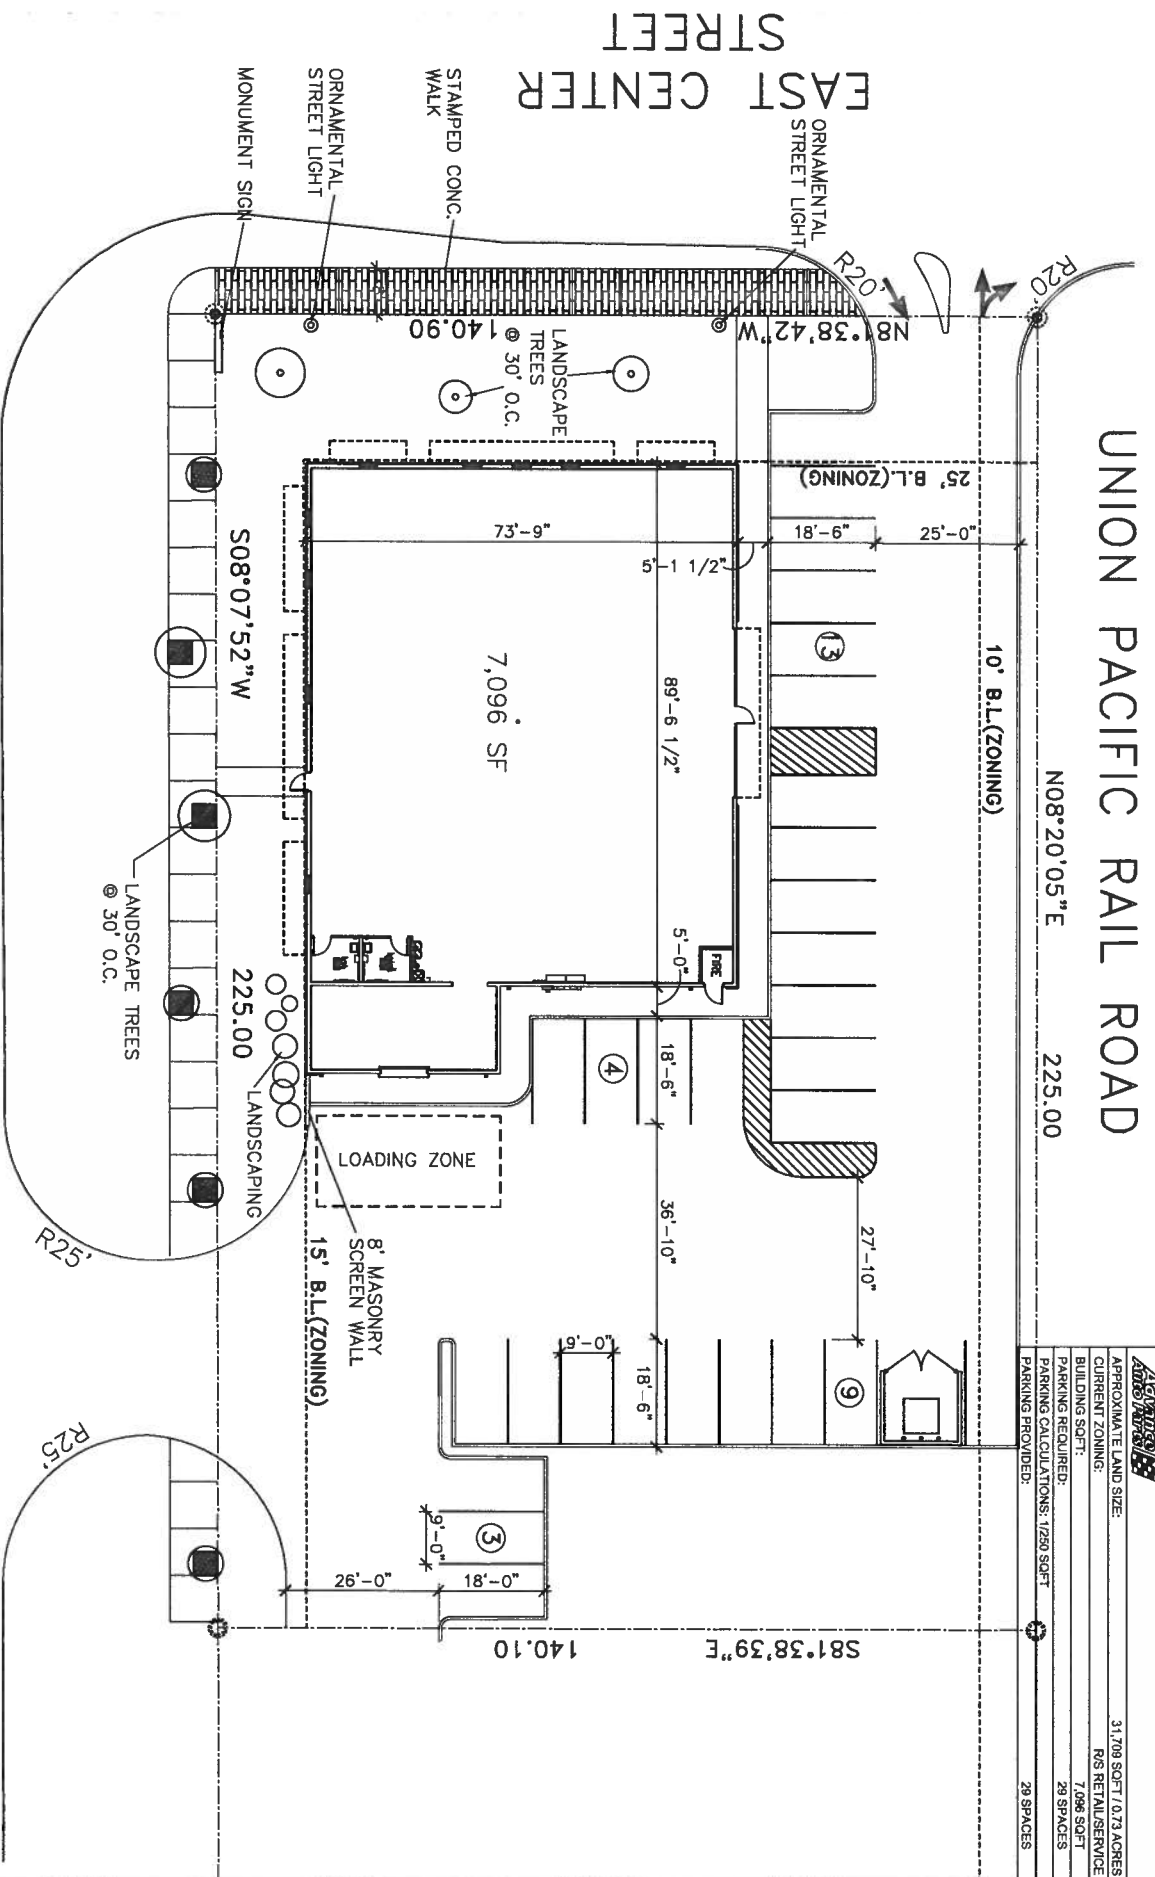 EAST CENTER
STREET
UNION PACIFIC RAIL ROAD
STAMPED CONC.
WALK
ORNAMENTAL
STREET LIGHT
MONUMENT SIGN
ORNAMENTAL
STREET LIGHT
R20'
R20'
N81°38'42"W
140.90
LANDSCAPE
TREES
@ 30' O.C.
25' B.L.(ZONING)
73'-9"
5'-1 1/2"
18'-6"
25'-0"
13
10' B.L.(ZONING)
N08°20'05"E
225.00
S08°07'52"W
225.00
7,096 SF
89'-6 1/2"
5'-0"
FIRE
18'-6"
4
36'-10"
27'-10"
LOADING ZONE
LANDSCAPING
LANDSCAPE TREES
@ 30' O.C.
8' MASONRY
SCREEN WALL
15' B.L.(ZONING)
R25'
R25'
9'-0"
18'-6"
9
3
9'-0"
26'-0"
18'-0"
140.10
S81°38'39"E
Advance
Auto Parts
APPROXIMATE LAND SIZE: 31,709 SQFT / 0.73 ACRES
CURRENT ZONING: R/S RETAIL/SERVICE
BUILDING SQFT: 7,096 SQFT
PARKING REQUIRED: 29 SPACES
PARKING CALCULATIONS: 1/250 SQFT
PARKING PROVIDED: 29 SPACES